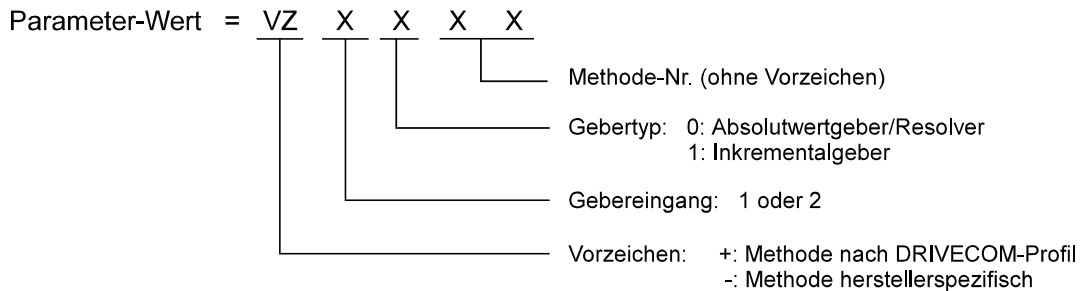 Parameter-Wert = VZ X X X X
Methode-Nr. (ohne Vorzeichen)
Gebertyp: 0: Absolutwertgeber/Resolver
1: Inkrementalgeber
Gebereingang: 1 oder 2
Vorzeichen: +: Methode nach DRIVECOM-Profil
-: Methode herstellerspezifisch